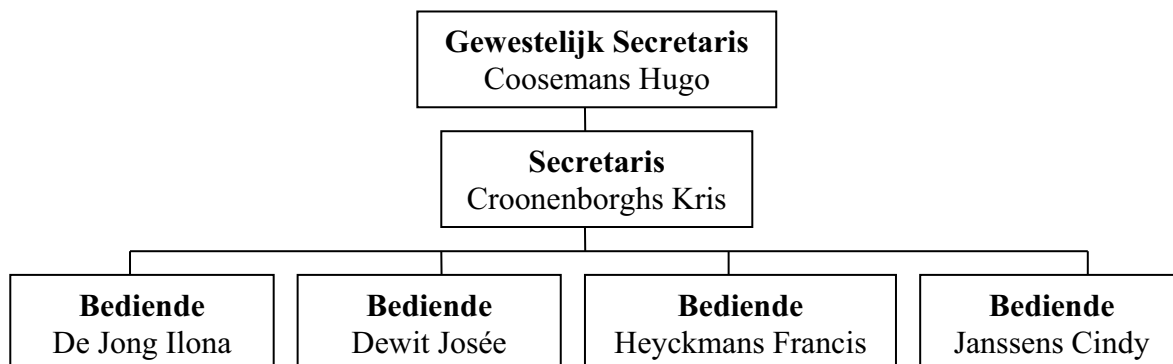 Gewestelijk Secretaris
Coosemans Hugo
Secretaris
Croonenborghs Kris
Bediende
De Jong Ilona
Bediende
Dewit Josée
Bediende
Heyckmans Francis
Bediende
Janssens Cindy